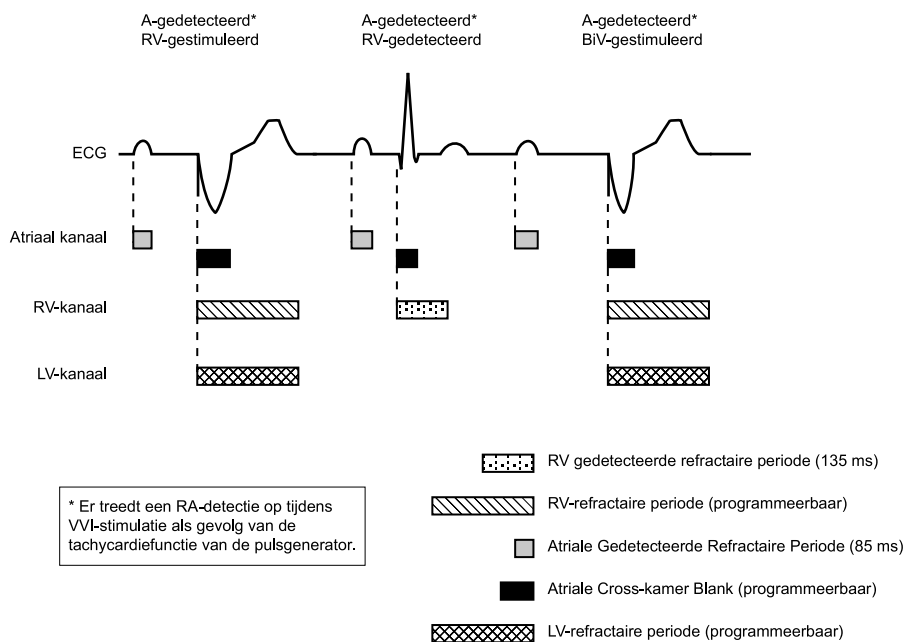 A-gedetecteerd*
RV-gestimuleerd
A-gedetecteerd*
RV-gedetecteerd
A-gedetecteerd*
BiV-gestimuleerd
ECG
Atriaal kanaal
RV-kanaal
LV-kanaal
RV gedetecteerde refractaire periode (135 ms)
RV-refractaire periode (programmeerbaar)
Atriale Gedetecteerde Refractaire Periode (85 ms)
Atriale Cross-kamer Blank (programmeerbaar)
LV-refractaire periode (programmeerbaar)
* Er treedt een RA-detectie op tijdens
VVI-stimulatie als gevolg van de
tachycardiefunctie van de pulsgenerator.